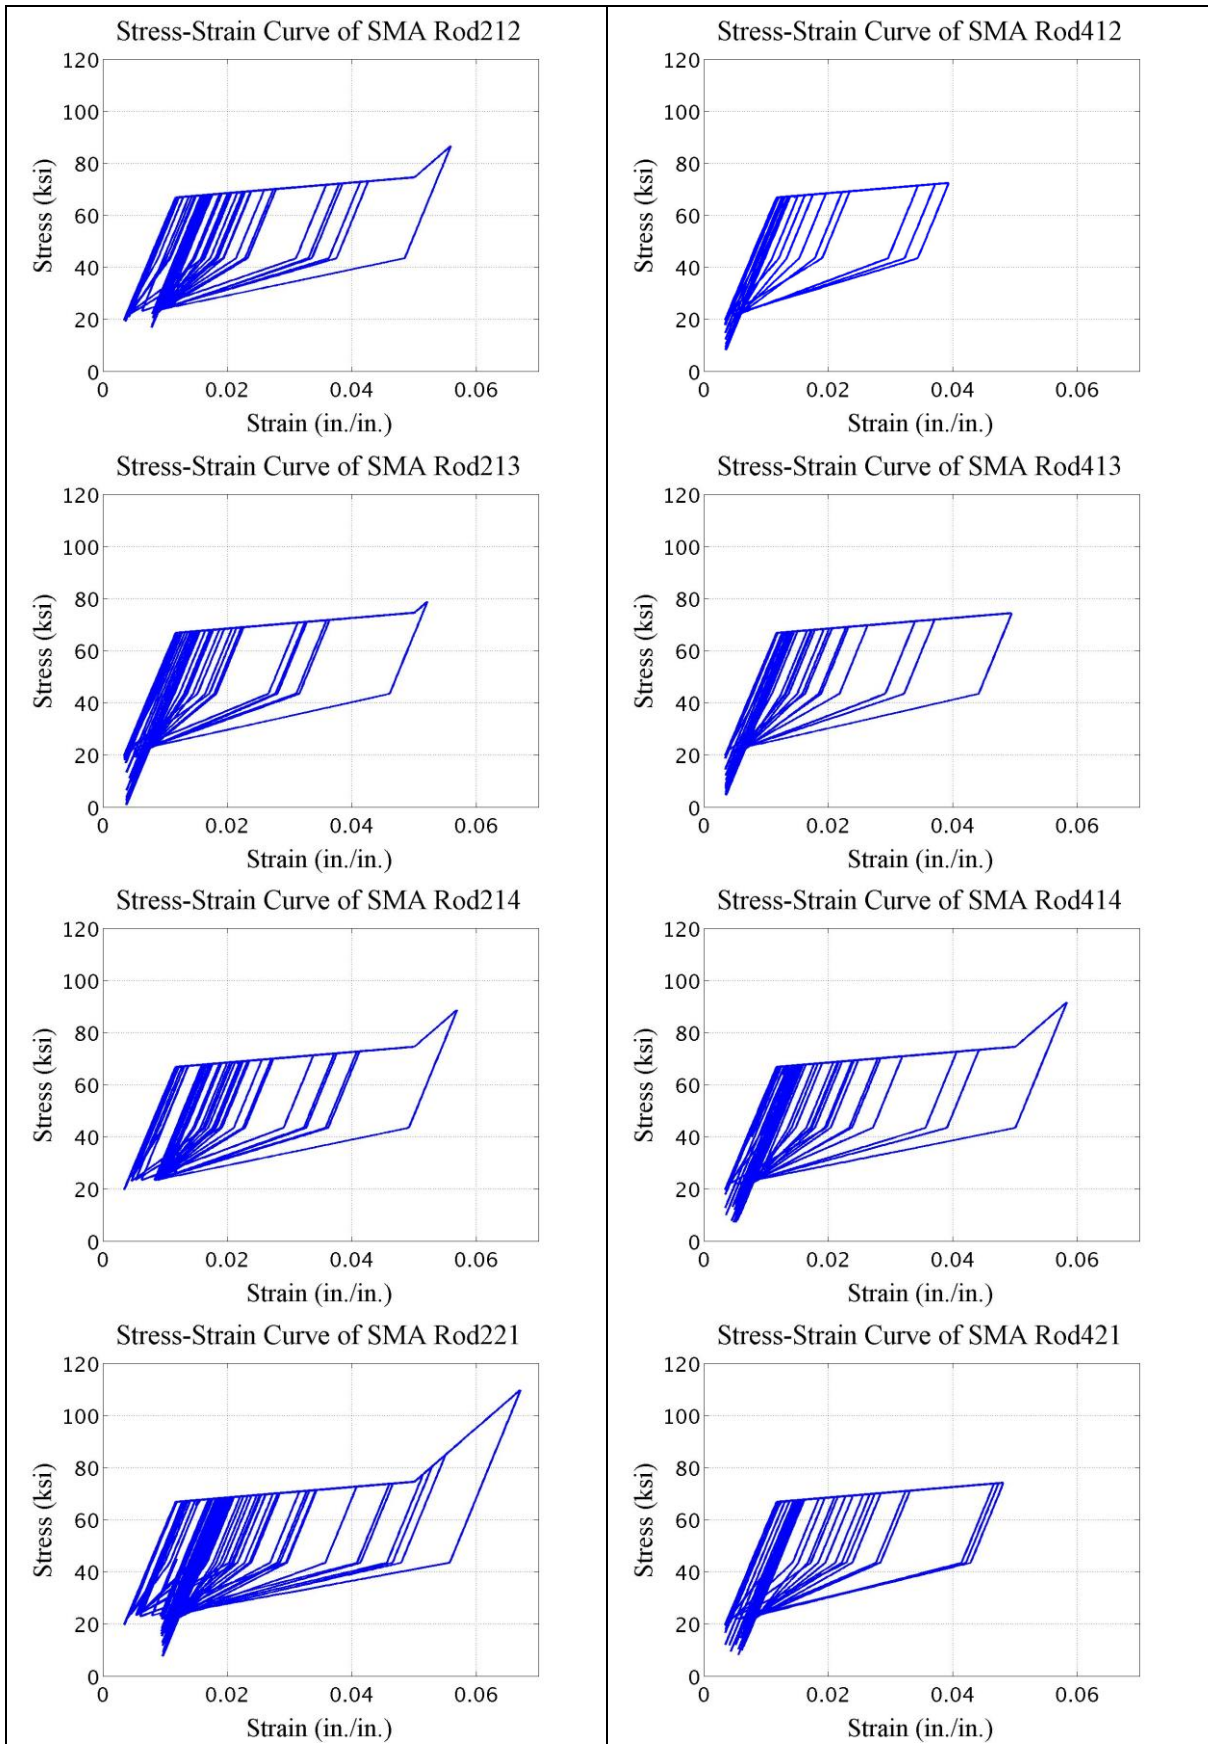 Stress-Strain Curve of SMA Rod212
120
100
80
60
40
20
0
Stress (ksi)
0 0.02 0.04 0.06
Strain (in./in.)
Stress-Strain Curve of SMA Rod412
120
100
80
60
40
20
0
Stress (ksi)
0 0.02 0.04 0.06
Strain (in./in.)
Stress-Strain Curve of SMA Rod213
120
100
80
60
40
20
0
Stress (ksi)
0 0.02 0.04 0.06
Strain (in./in.)
Stress-Strain Curve of SMA Rod413
120
100
80
60
40
20
0
Stress (ksi)
0 0.02 0.04 0.06
Strain (in./in.)
Stress-Strain Curve of SMA Rod214
120
100
80
60
40
20
0
Stress (ksi)
0 0.02 0.04 0.06
Strain (in./in.)
Stress-Strain Curve of SMA Rod414
120
100
80
60
40
20
0
Stress (ksi)
0 0.02 0.04 0.06
Strain (in./in.)
Stress-Strain Curve of SMA Rod221
120
100
80
60
40
20
0
Stress (ksi)
0 0.02 0.04 0.06
Strain (in./in.)
Stress-Strain Curve of SMA Rod421
120
100
80
60
40
20
0
Stress (ksi)
0 0.02 0.04 0.06
Strain (in./in.)